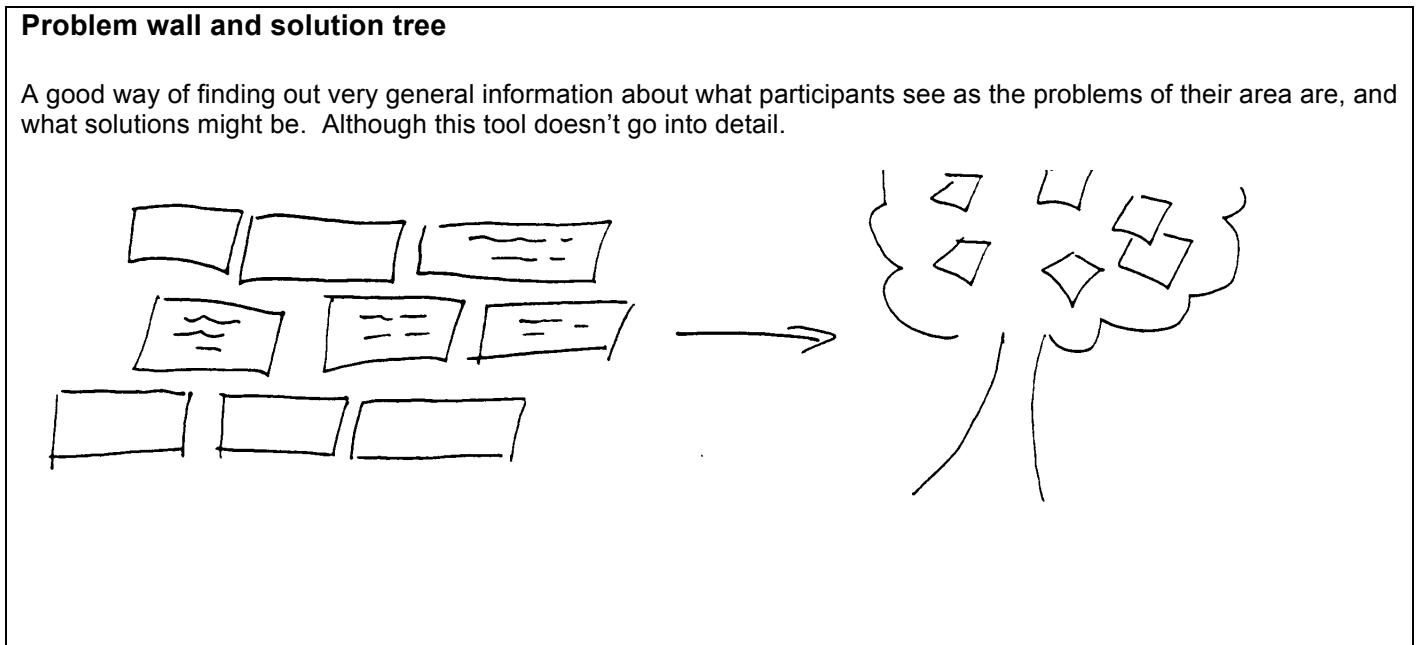 Problem wall and solution tree
A good way of finding out very general information about what participants see as the problems of their area are, and
what solutions might be.  Although this tool doesn’t go into detail.